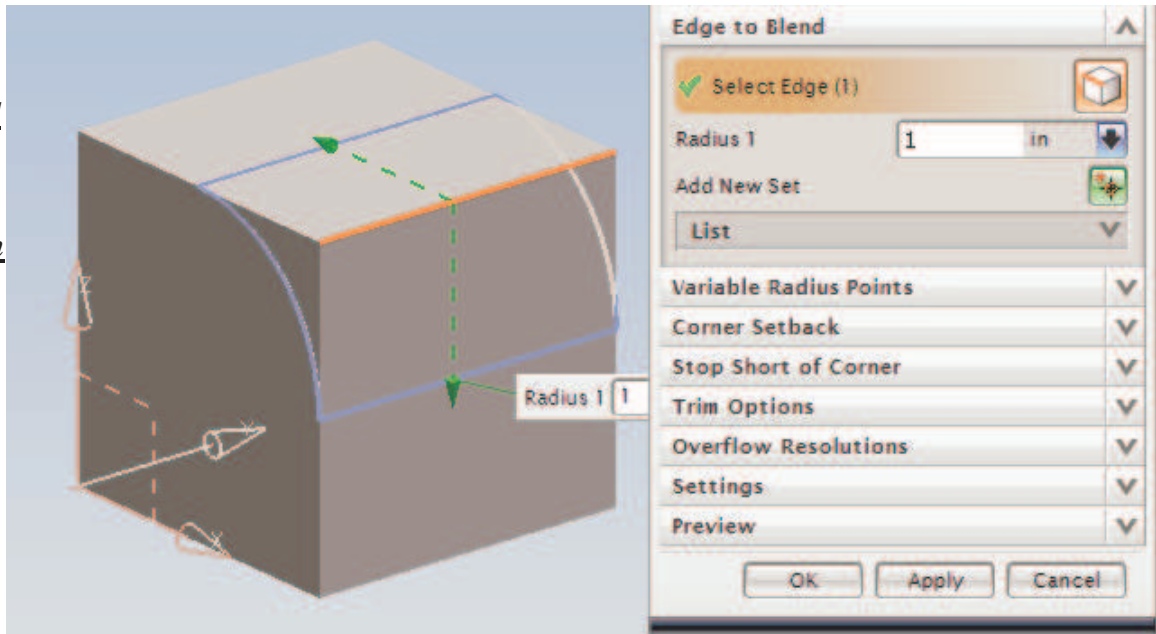 Edge to Blend
Select Edge (1)
Radius 1 1 in
Add New Set
List
Variable Radius Points
Corner Setback
Stop Short of Corner
Trim Options
Overflow Resolutions
Settings
Preview
OK Apply Cancel
Radius 1 1
Z
X